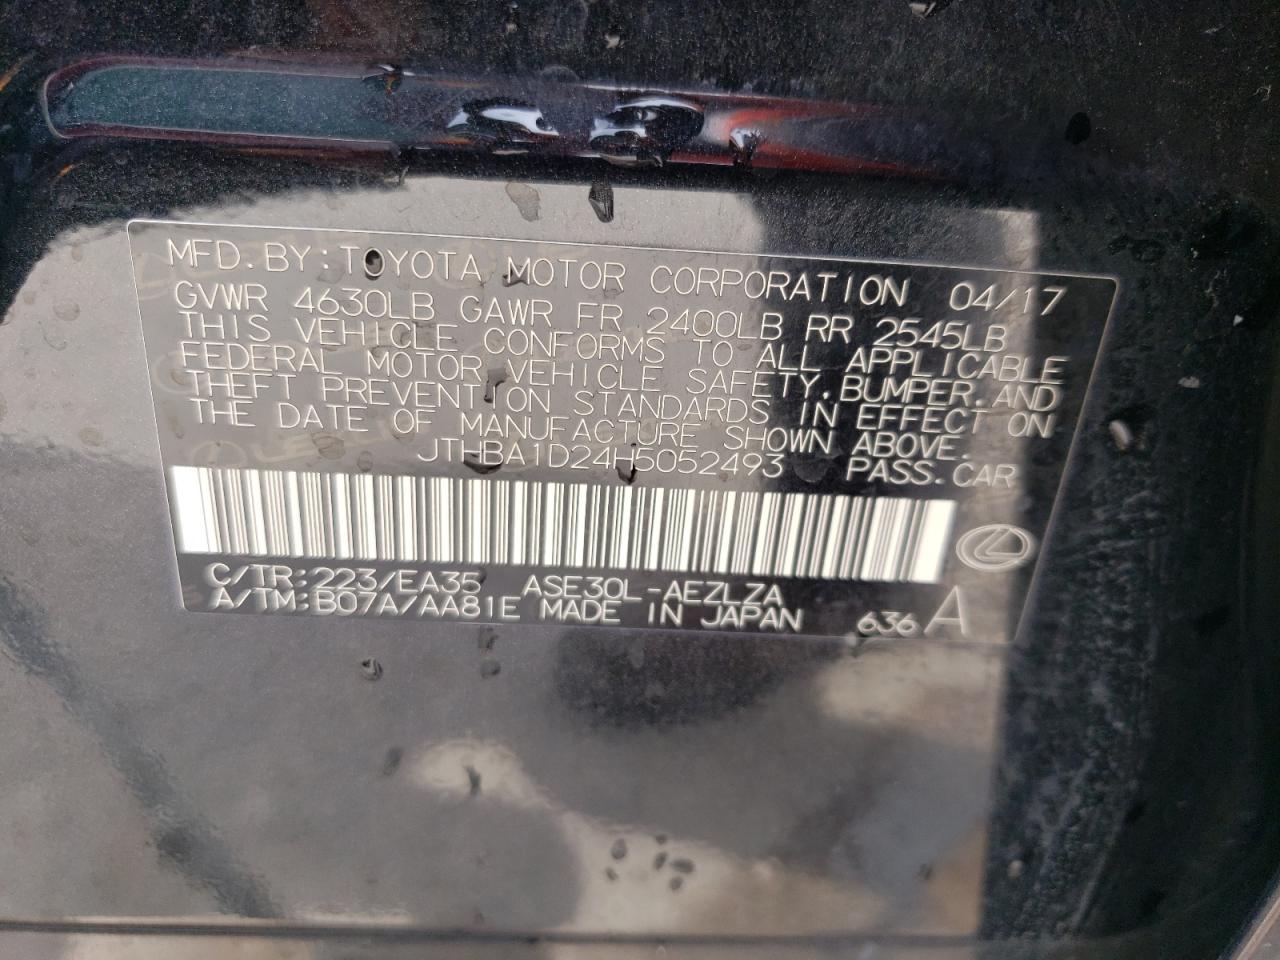 MFD. BY: TOYOTA MOTOR CORPORATION 04/17
GVWR 4630LB GAWR FR 2400LB RR 2545LB
THIS VEHICLE CONFORMS TO ALL APPLICABLE
FEDERAL MOTOR VEHICLE SAFETY, BUMPER, AND
THEFT PREVENTION STANDARDS IN EFFECT ON
THE DATE OF MANUFACTURE SHOWN ABOVE.
JTHBA1D24H5052493 PASS. CAR
C/TR: 223/EA35 ASE30L-AEZLZA
A/TM: B07A/AA81E MADE IN JAPAN 636 A